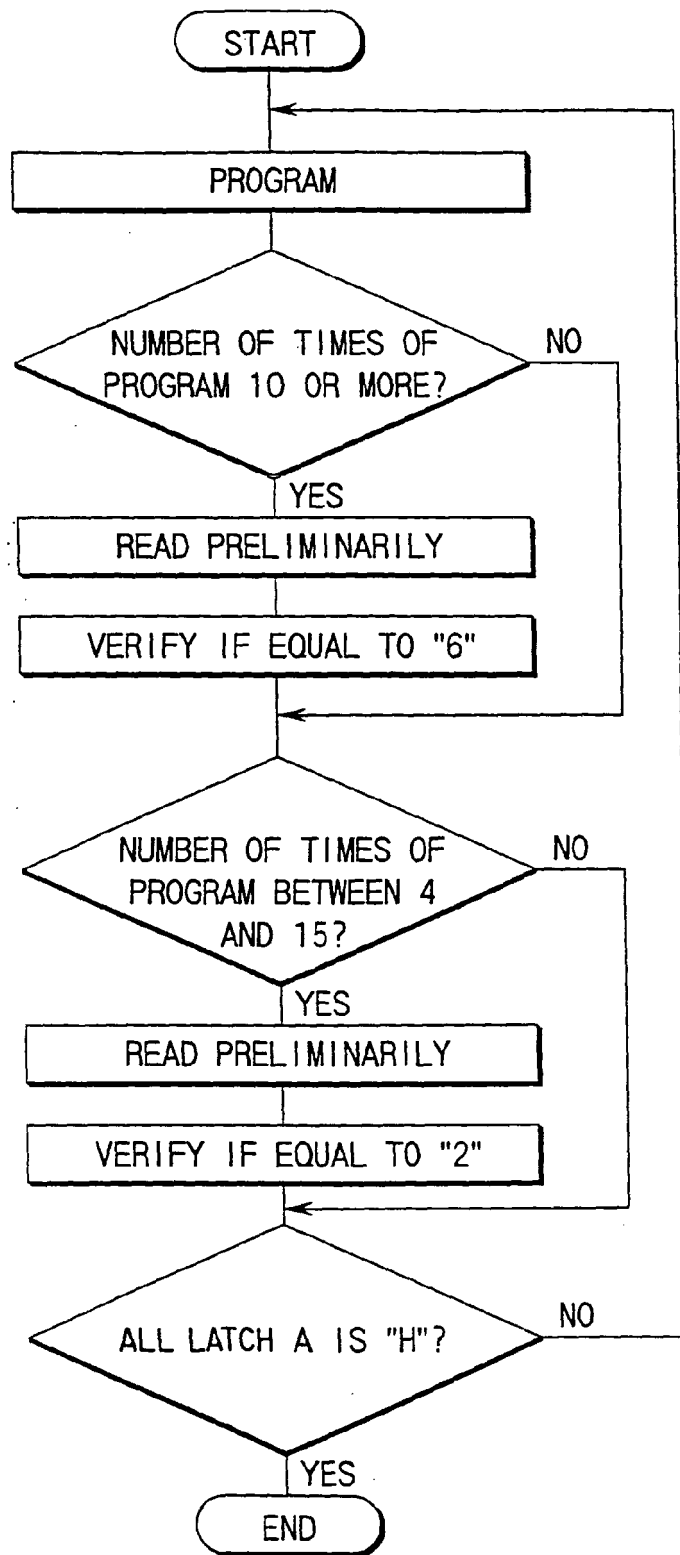 START
PROGRAM
NUMBER OF TIMES OF
PROGRAM 10 OR MORE?
NO
YES
READ PRELIMINARILY
VERIFY IF EQUAL TO "6"
NUMBER OF TIMES OF
PROGRAM BETWEEN 4
AND 15?
NO
YES
READ PRELIMINARILY
VERIFY IF EQUAL TO "2"
ALL LATCH A IS "H"?
NO
YES
END